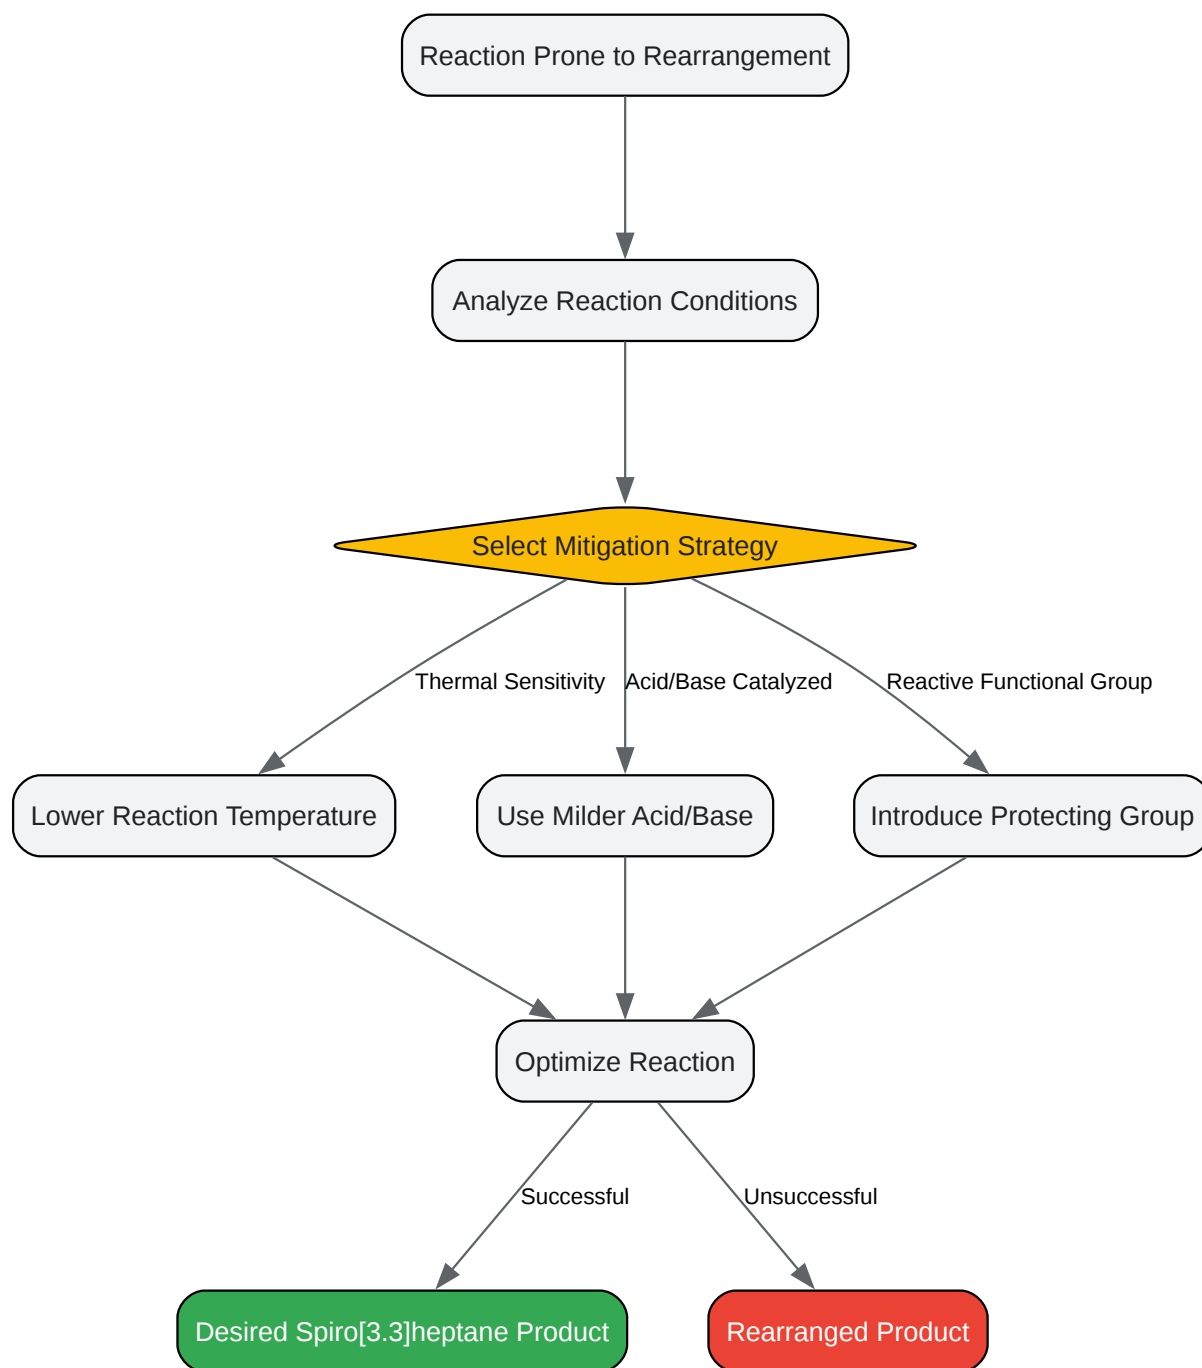 Reaction Prone to Rearrangement
Analyze Reaction Conditions
Select Mitigation Strategy
Thermal Sensitivity
Acid/Base Catalyzed
Reactive Functional Group
Lower Reaction Temperature
Use Milder Acid/Base
Introduce Protecting Group
Optimize Reaction
Successful
Unsuccessful
Desired Spiro[3.3]heptane Product
Rearranged Product